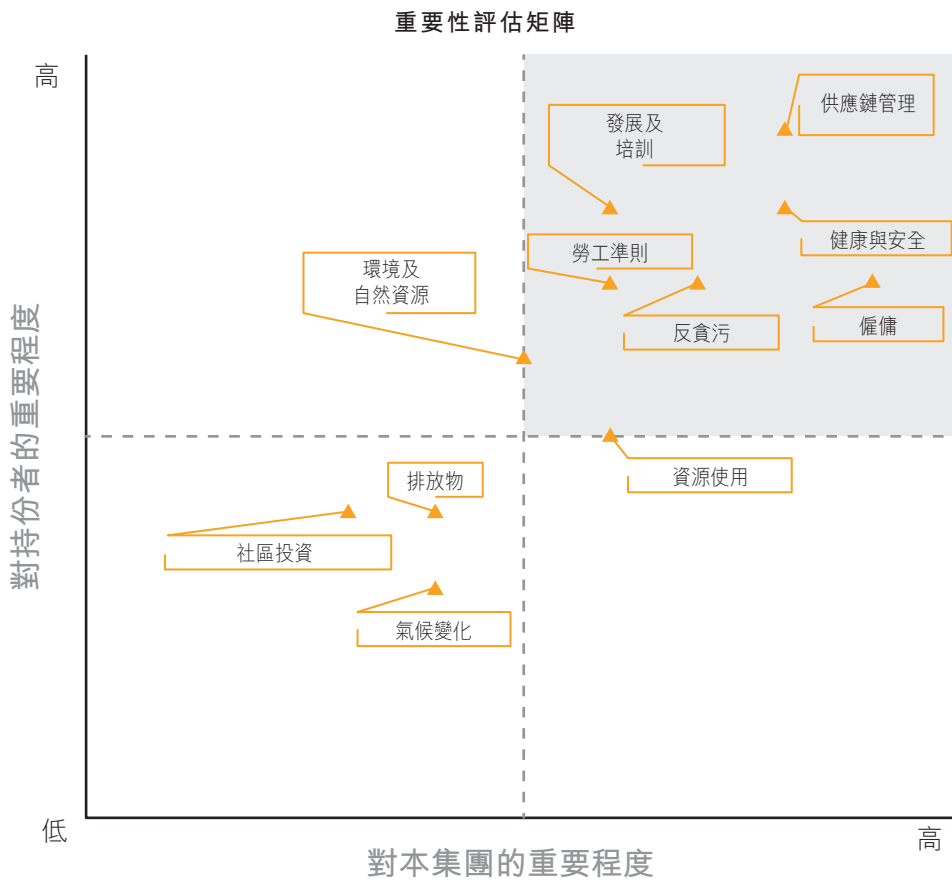 重要性評估矩陣
高
供應鏈管理
發展及
培訓
健康與安全
勞工準則
環境及
自然資源
反貪污
僱傭
對持份者的重要程度
資源使用
排放物
社區投資
氣候變化
低
高
對本集團的重要程度